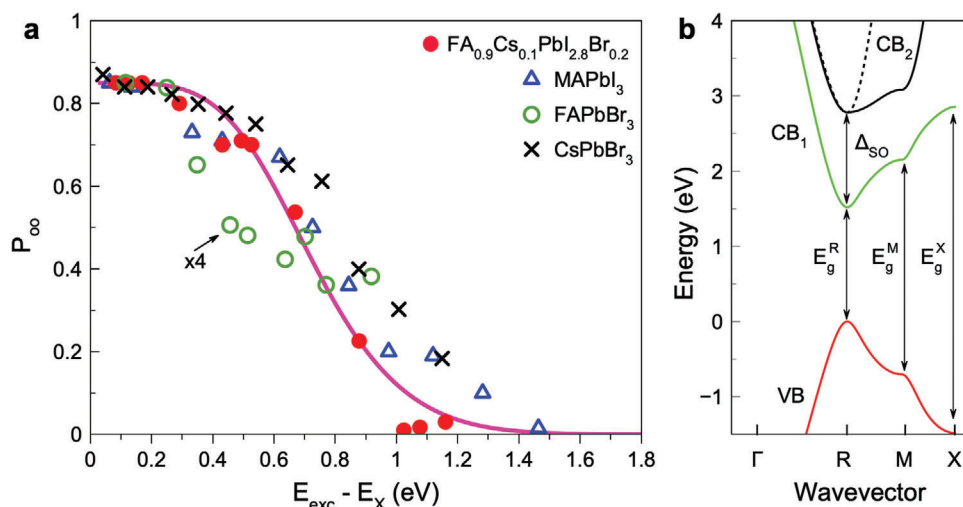 a
FA0.9Cs0.1PbI2.8Br0.2
MAPbI3
FAPbBr3
CsPbBr3
x4
P∞
1
0.8
0.6
0.4
0.2
0
0 0.2 0.4 0.6 0.8 1 1.2 1.4 1.6 1.8
Eexc - EX (eV)
b
CB2
CB1
ΔSO
EgR
EgM
EgX
VB
Energy (eV)
4
3
2
1
0
−1
Γ R M X
Wavevector